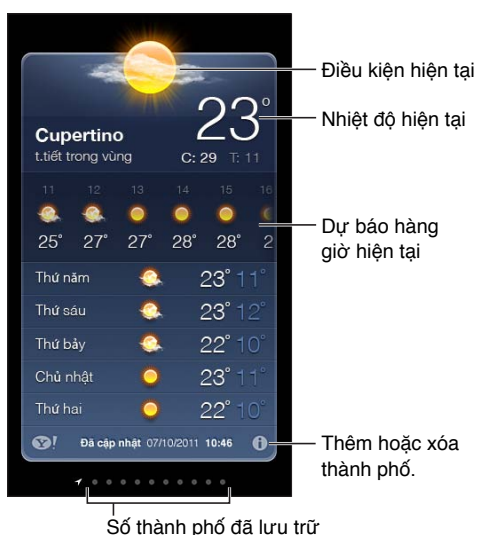 Điều kiện hiện tại
23°
Nhiệt độ hiện tại
Cupertino
t.tiết trong vùng
C: 29 T: 11
11 12 13 14 15 16
25° 27° 27° 28° 28° 2
Dự báo hàng
giờ hiện tại
Thứ năm 23° 11°
Thứ sáu 23° 12°
Thứ bảy 22° 10°
Chủ nhật 23° 11°
Thứ hai 22° 10°
Y! Đã cập nhật 07/10/2011 10:46 i
Thêm hoặc xóa
thành phố.
Số thành phố đã lưu trữ